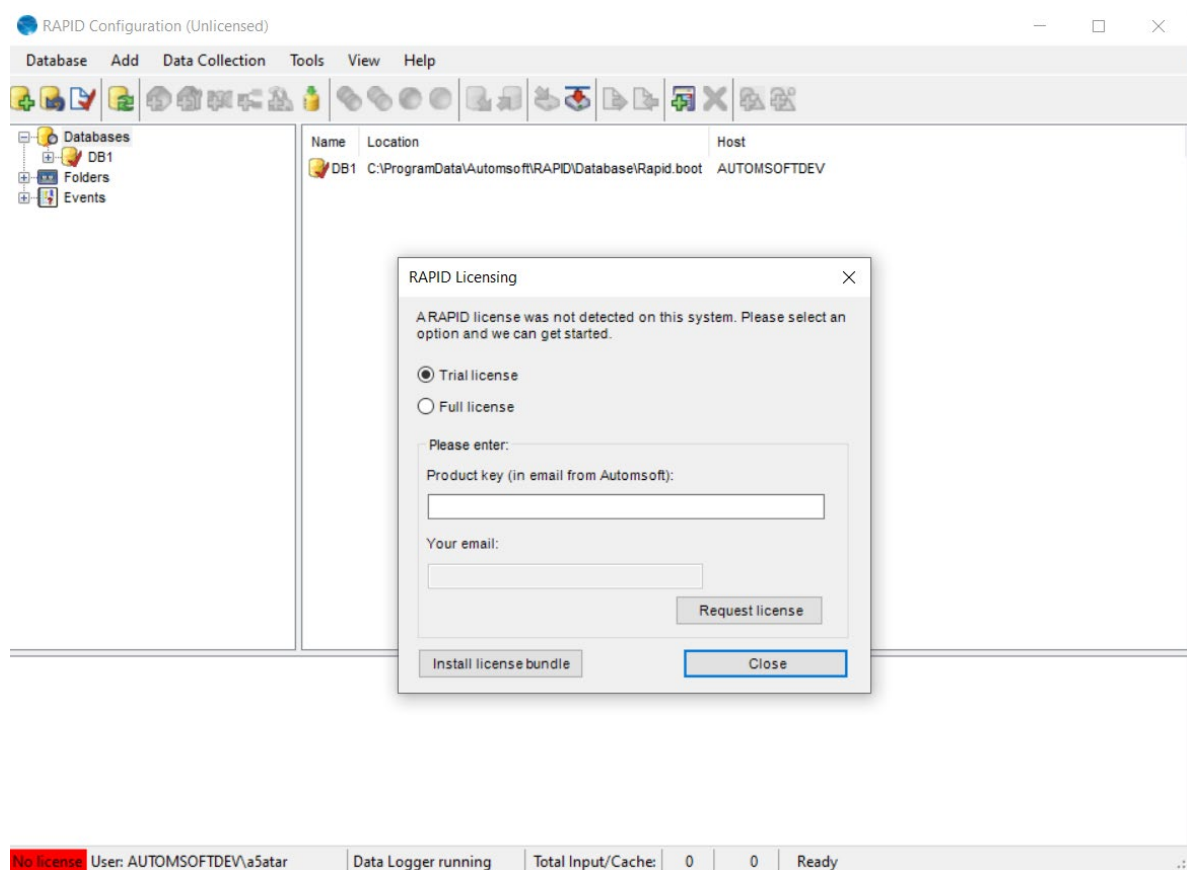 RAPID Configuration (Unlicensed)
Database Add Data Collection Tools View Help
Databases
DB1
Folders
Events
Name Location Host
DB1 C:\ProgramData\Automsoft\RAPID\Database\Rapid.boot AUTOMSOFTDEV
RAPID Licensing
A RAPID license was not detected on this system. Please select an
option and we can get started.
Trial license
Full license
Please enter:
Product key (in email from Automsoft):
Your email:
Request license
Install license bundle Close
No license User: AUTOMSOFTDEV\a5atar Data Logger running Total Input/Cache: 0 0 Ready